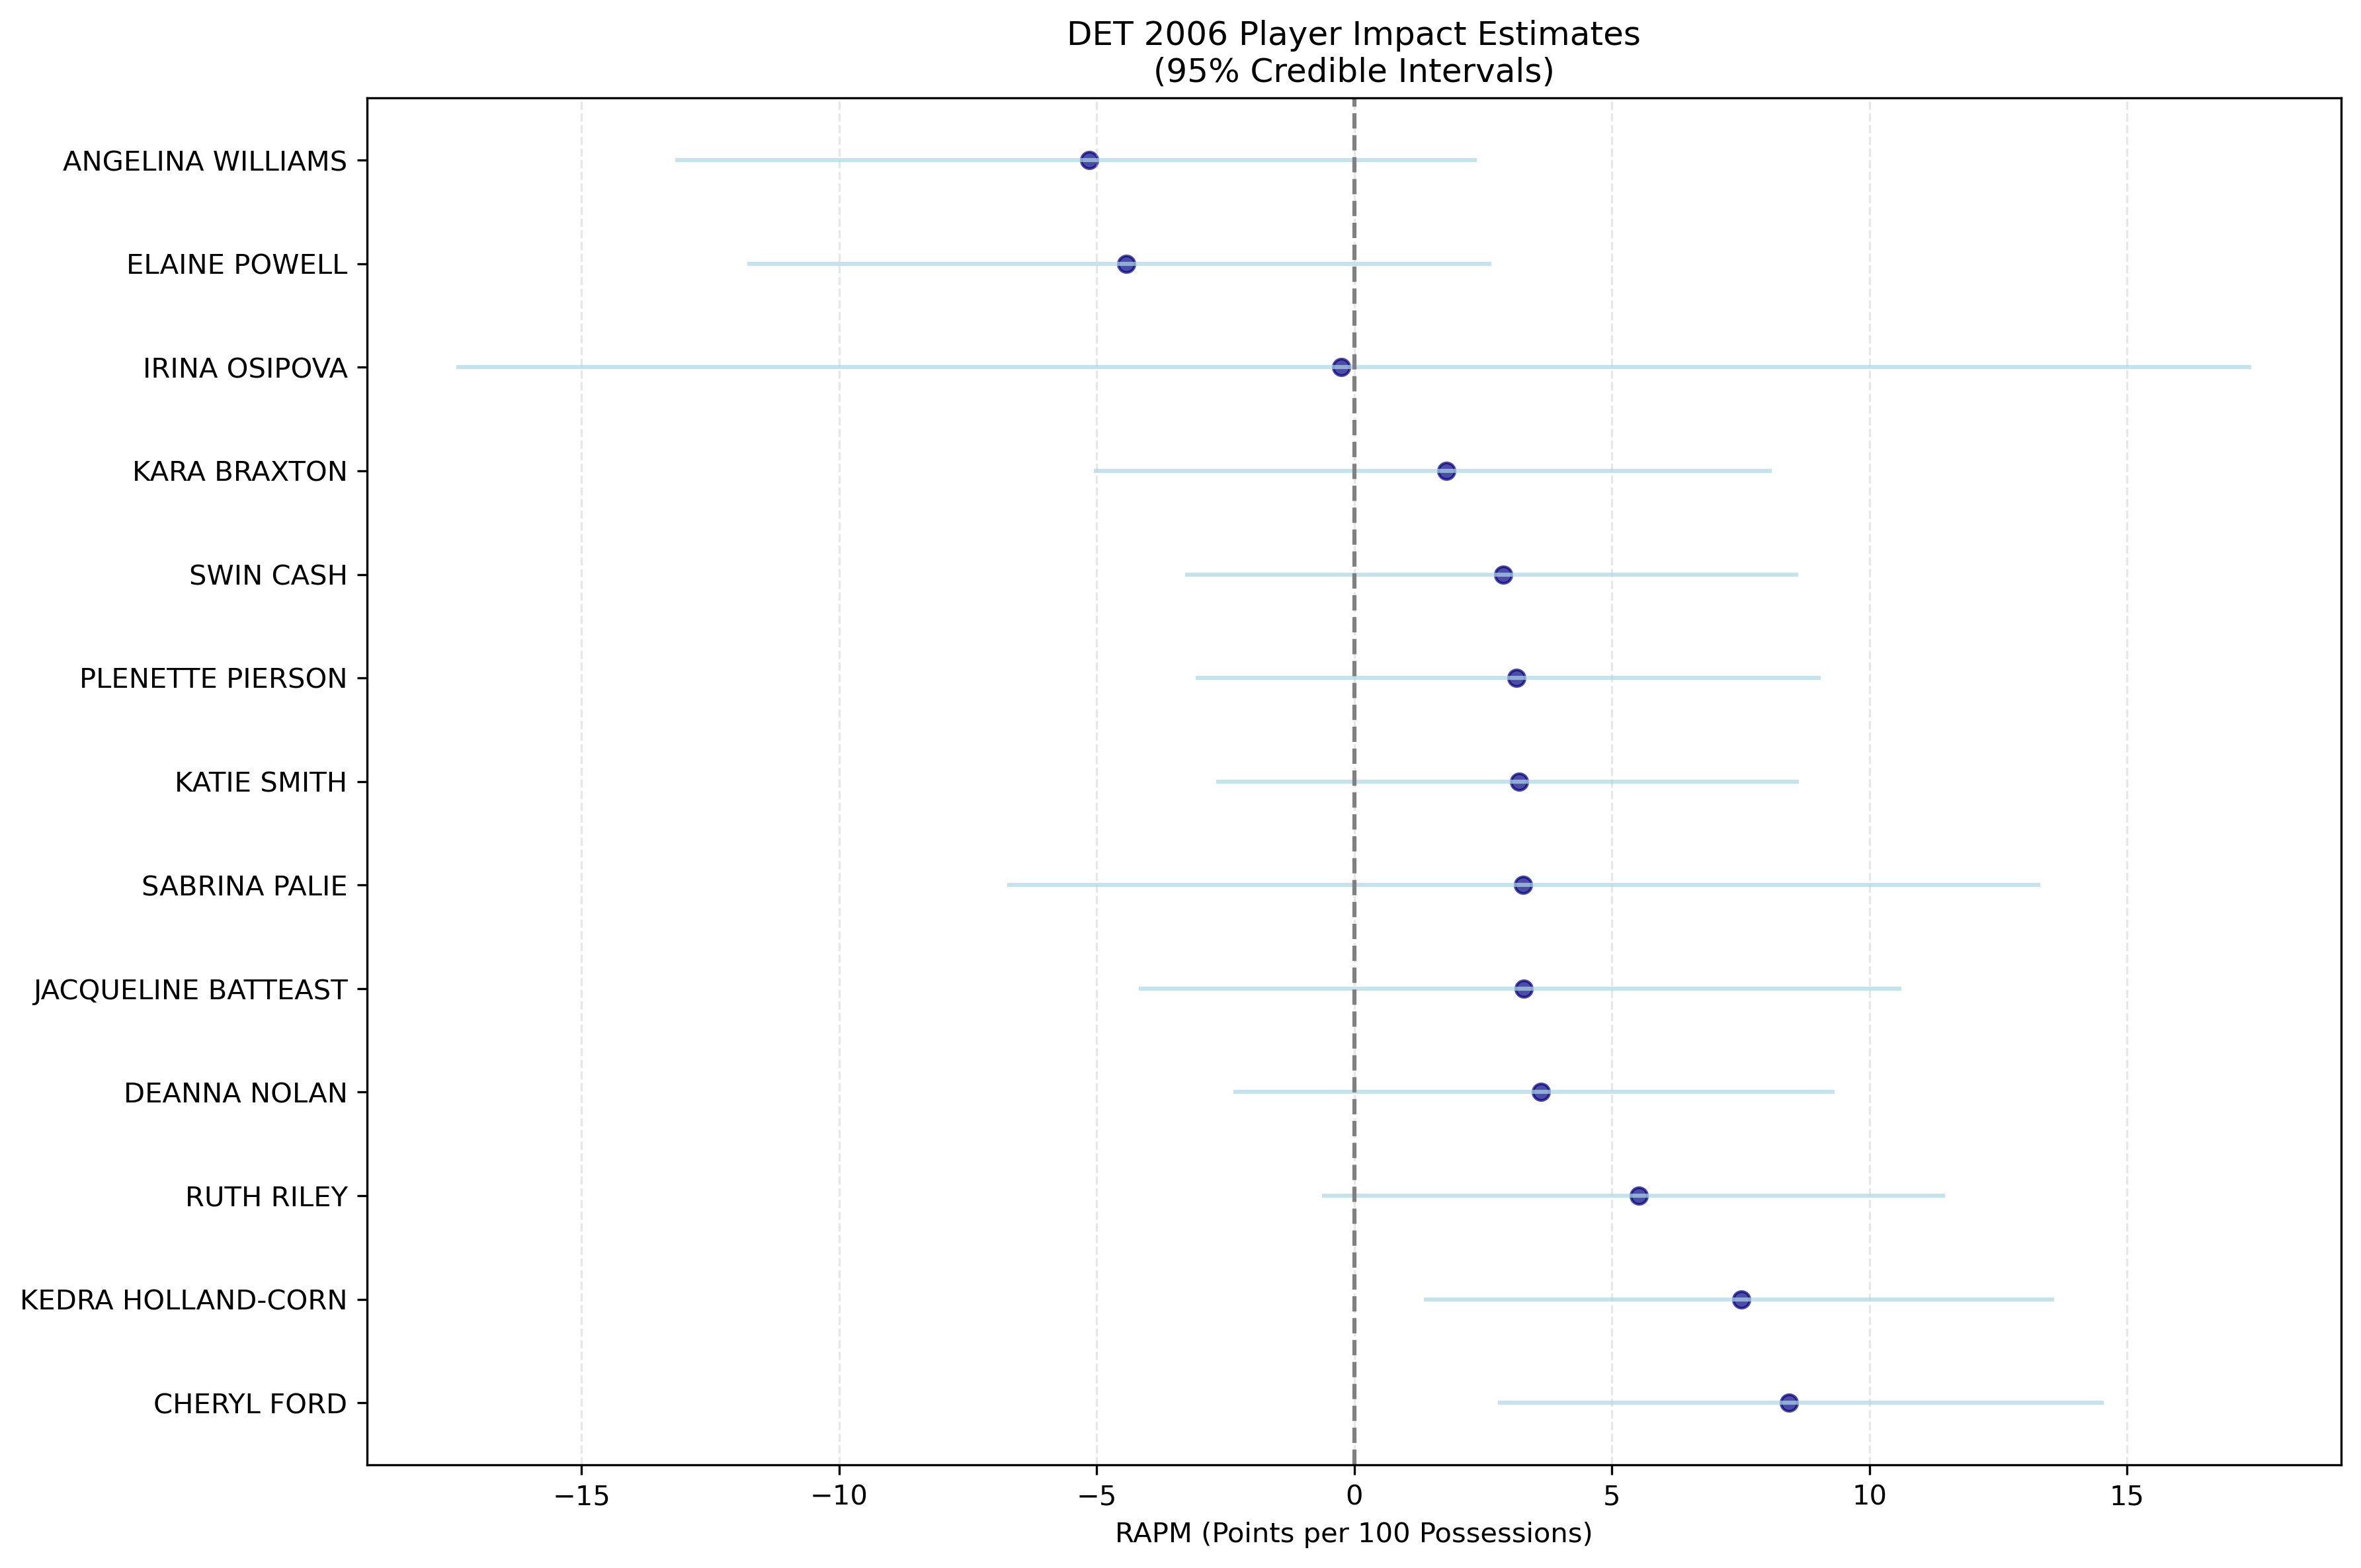 DET 2006 Player Impact Estimates
(95% Credible Intervals)
ANGELINA WILLIAMS
ELAINE POWELL
IRINA OSIPOVA
KARA BRAXTON
SWIN CASH
PLENETTE PIERSON
KATIE SMITH
SABRINA PALIE
JACQUELINE BATTEAST
DEANNA NOLAN
RUTH RILEY
KEDRA HOLLAND-CORN
CHERYL FORD
−15 −10 −5 0 5 10 15
RAPM (Points per 100 Possessions)